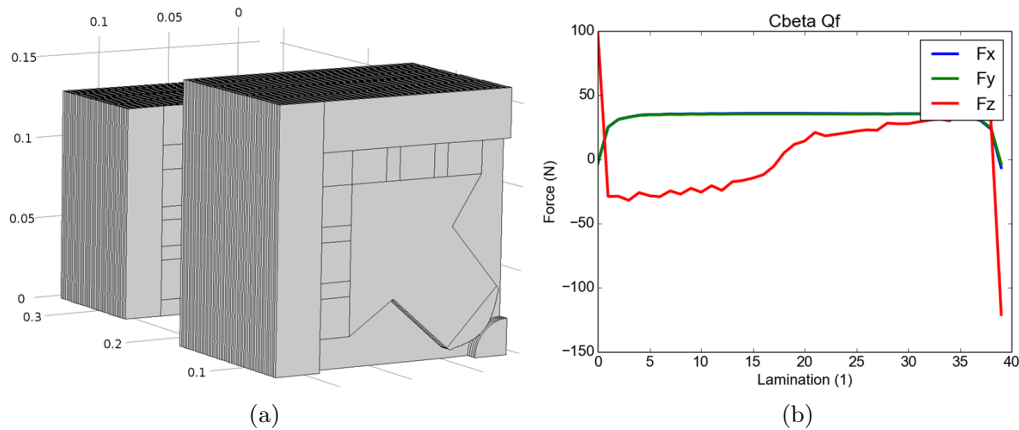 0.1
0.05
0
0.15
0.1
0.05
0
0.3
0.2
0.1
(a)
Cbeta Qf
Fx
Fy
Fz
100
50
0
−50
−100
−150
Force (N)
0 5 10 15 20 25 30 35 40
Lamination (1)
(b)